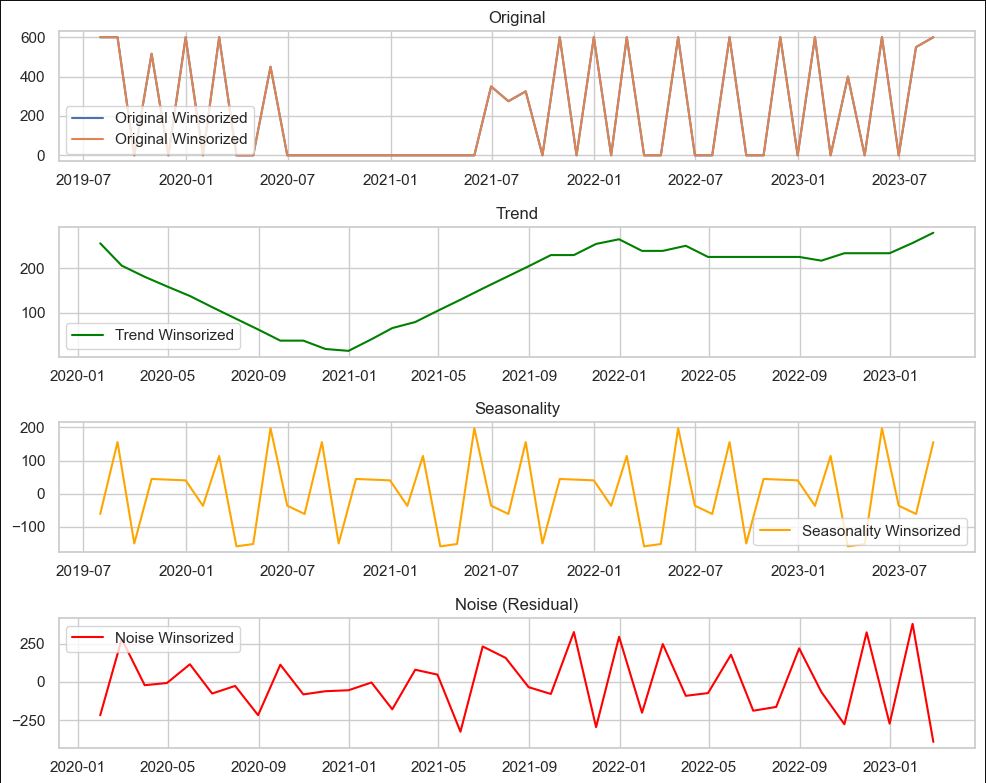 Original
600
400
200
0
Original Winsorized
Original Winsorized
2019-07 2020-01 2020-07 2021-01 2021-07 2022-01 2022-07 2023-01 2023-07
Trend
200
100
Trend Winsorized
2020-01 2020-05 2020-09 2021-01 2021-05 2021-09 2022-01 2022-05 2022-09 2023-01
Seasonality
200
100
0
−100
Seasonality Winsorized
2019-07 2020-01 2020-07 2021-01 2021-07 2022-01 2022-07 2023-01 2023-07
Noise (Residual)
Noise Winsorized
250
0
−250
2020-01 2020-05 2020-09 2021-01 2021-05 2021-09 2022-01 2022-05 2022-09 2023-01